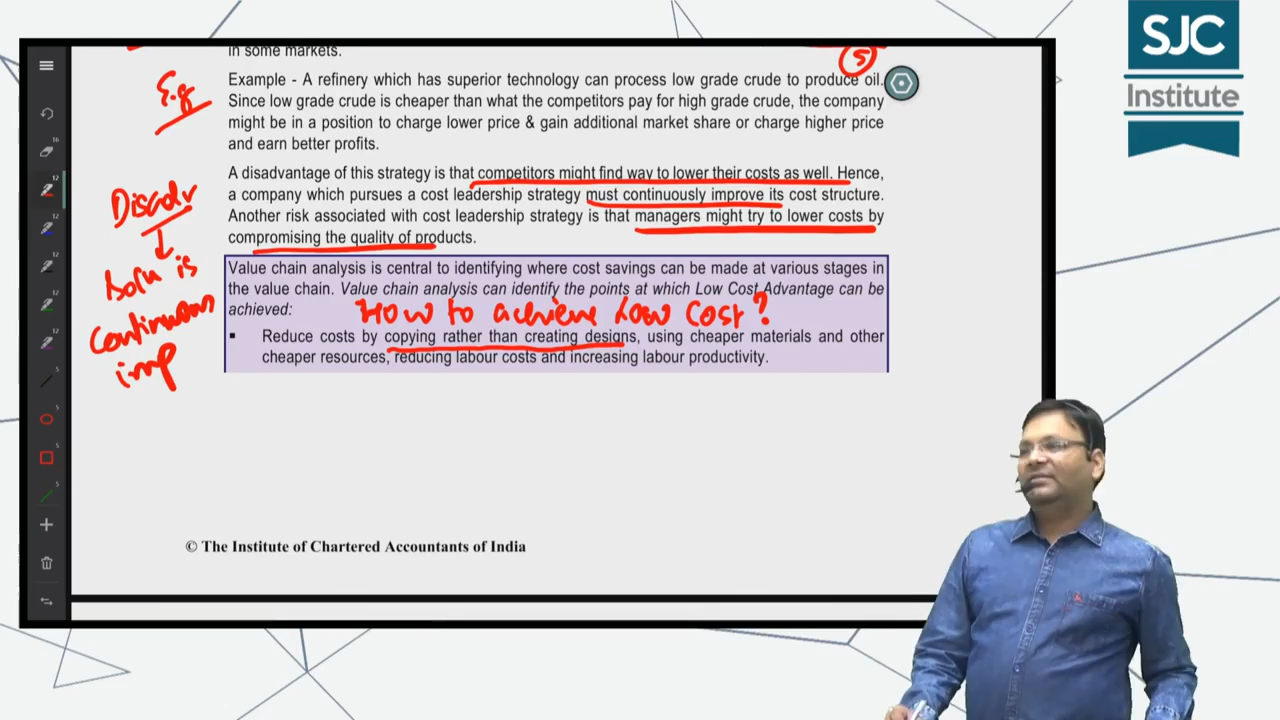 SJC
Institute
in some markets.
5
E.g
Example - A refinery which has superior technology can process low grade crude to produce oil.
Since low grade crude is cheaper than what the competitors pay for high grade crude, the company
might be in a position to charge lower price & gain additional market share or charge higher price
and earn better profits.
A disadvantage of this strategy is that competitors might find way to lower their costs as well. Hence,
a company which pursues a cost leadership strategy must continuously improve its cost structure.
Another risk associated with cost leadership strategy is that managers might try to lower costs by
compromising the quality of products.
Disadv
Soln is
Continuous
imp
Value chain analysis is central to identifying where cost savings can be made at various stages in
the value chain. Value chain analysis can identify the points at which Low Cost Advantage can be
achieved:
How to achieve Low Cost?
▪ Reduce costs by copying rather than creating designs, using cheaper materials and other
cheaper resources, reducing labour costs and increasing labour productivity.
© The Institute of Chartered Accountants of India